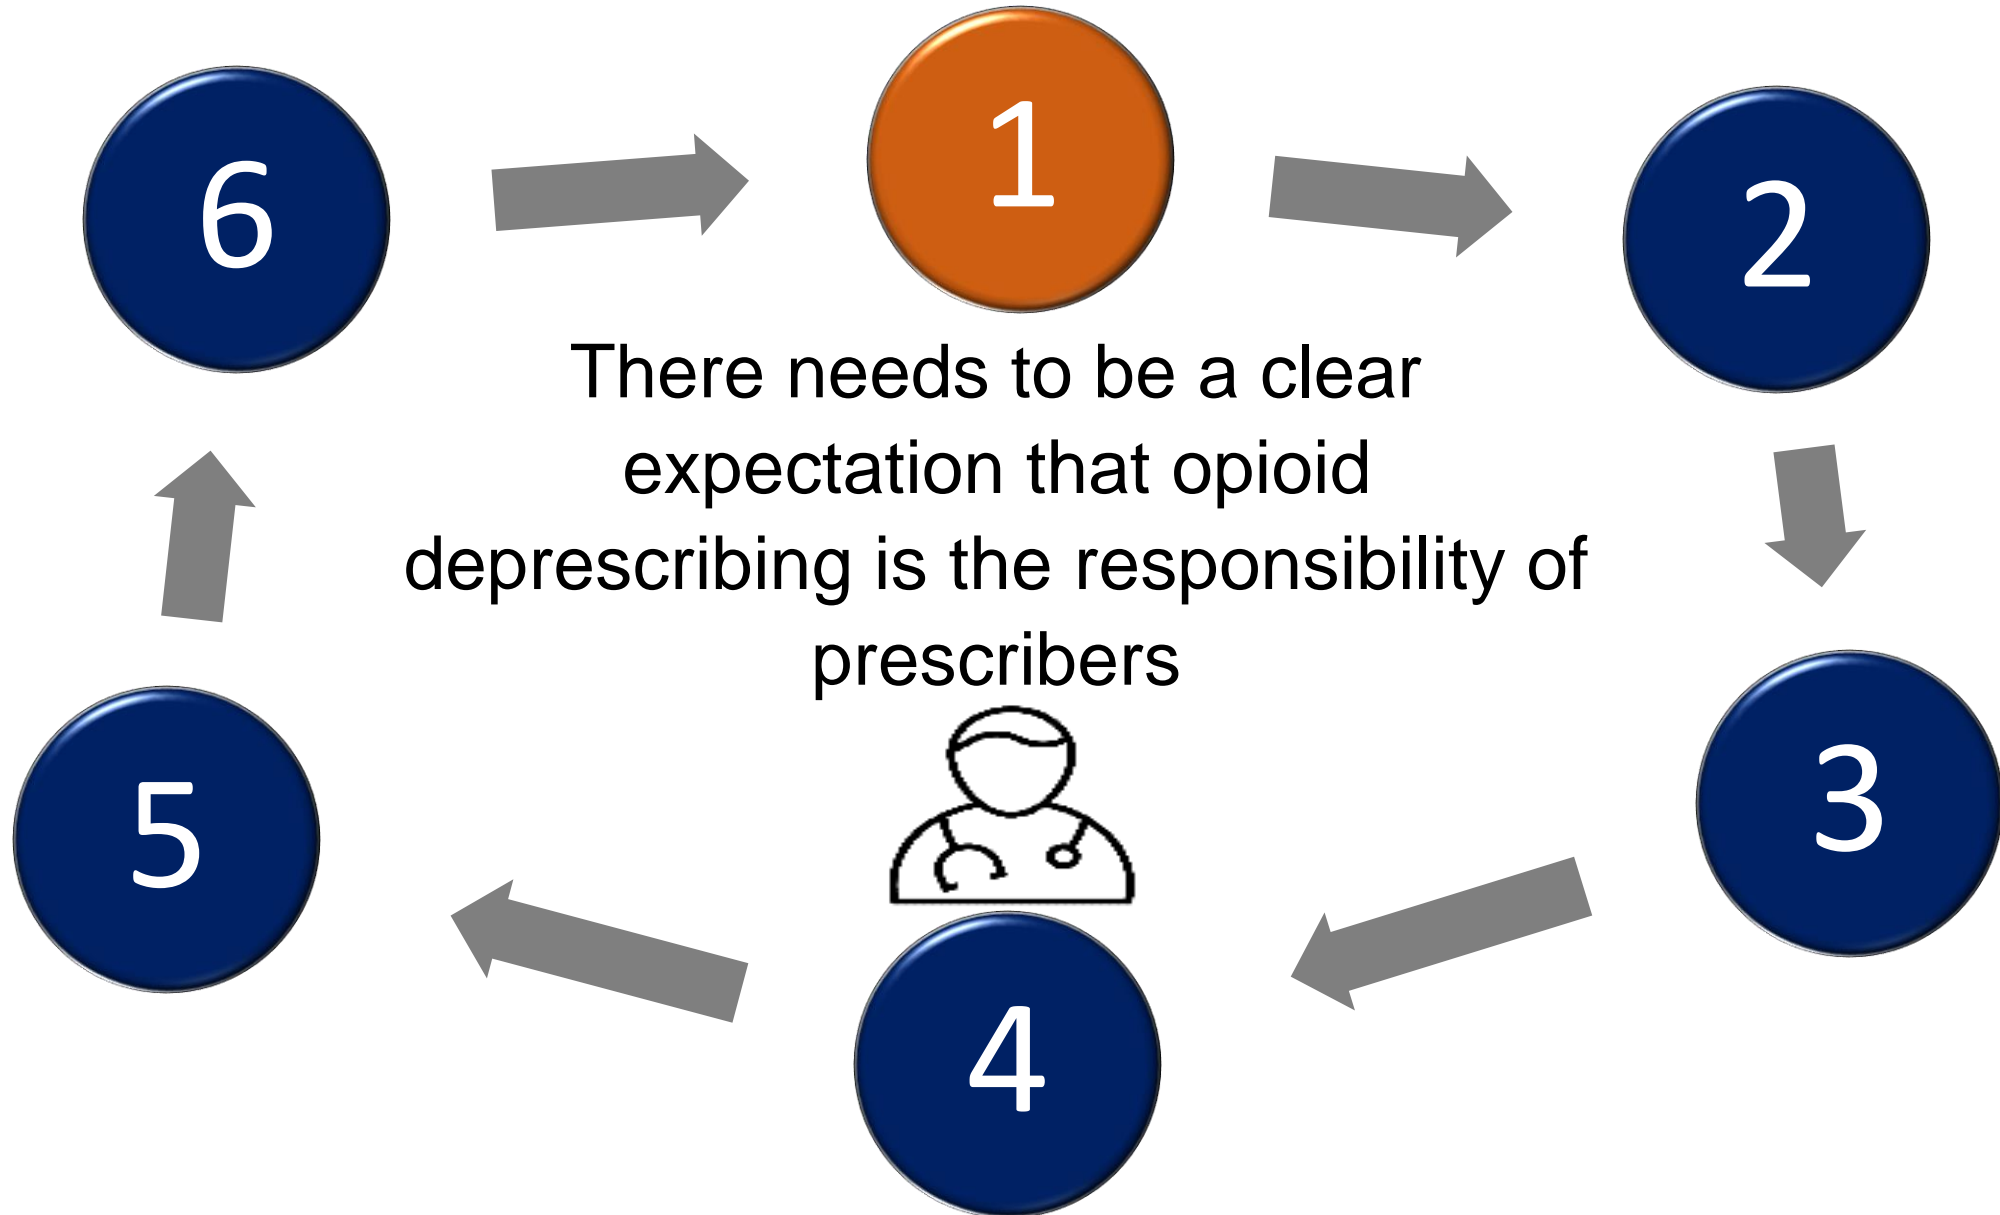 1
6
2
There needs to be a clear
expectation that opioid
deprescribing is the responsibility of
prescribers
3
5
4